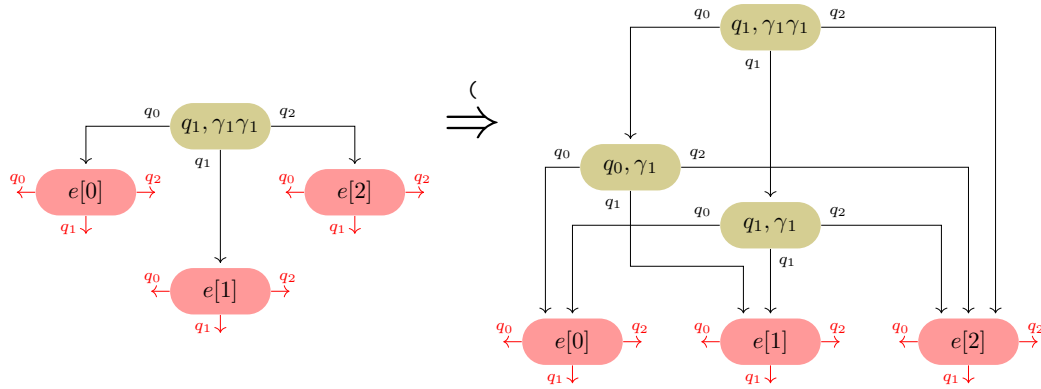 q₁, γ₁γ₁
q₀ q₁ q₂
e[0]
q₀ q₁ q₂
e[2]
q₀ q₁ q₂
e[1]
q₀ q₁ q₂
(
⇒
q₁, γ₁γ₁
q₀ q₁ q₂
q₀, γ₁
q₀ q₁ q₂
q₁, γ₁
q₀ q₁ q₂
e[0]
q₀ q₁ q₂
e[1]
q₀ q₁ q₂
e[2]
q₀ q₁ q₂